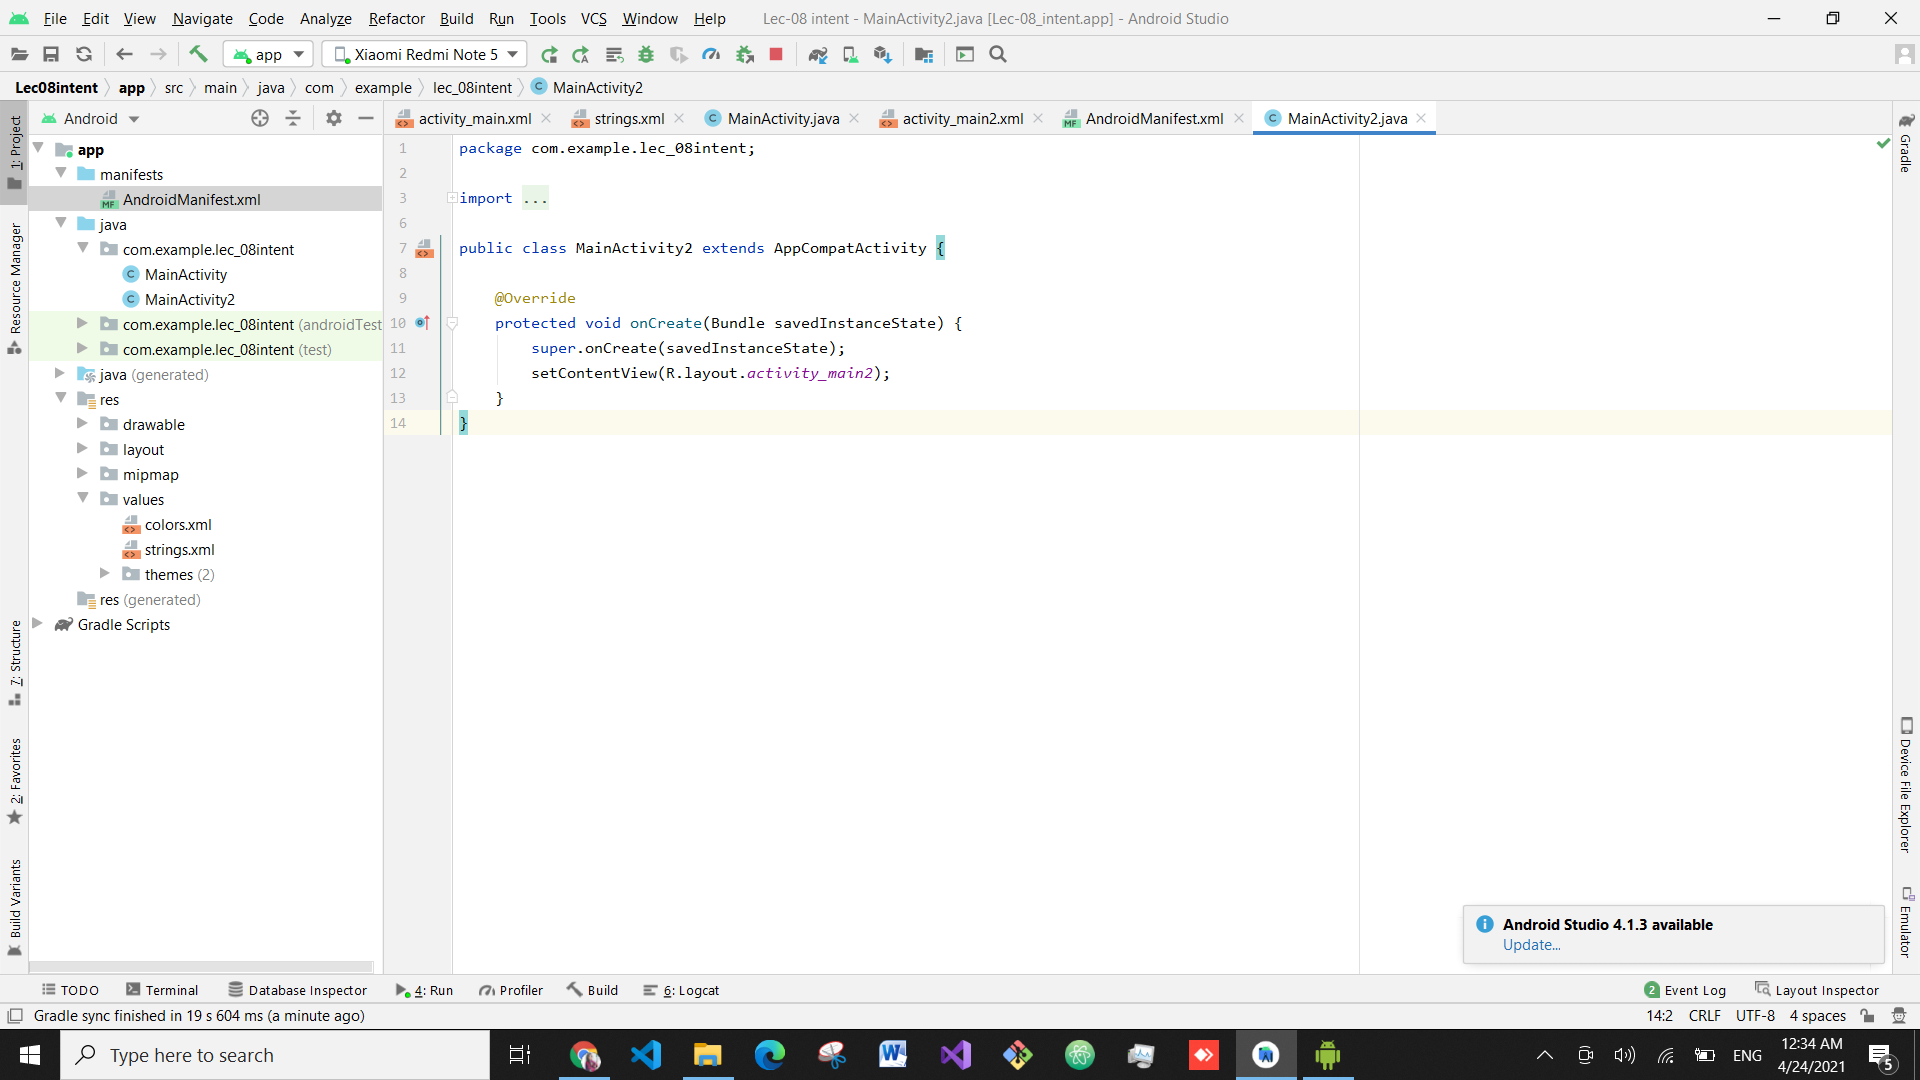 File Edit View Navigate Code Analyze Refactor Build Run Tools VCS Window Help Lec-08 intent - MainActivity2.java [Lec-08_intent.app] - Android Studio
app Xiaomi Redmi Note 5
Lec08intent app src main java com example lec_08intent MainActivity2
Android
activity_main.xml strings.xml MainActivity.java activity_main2.xml AndroidManifest.xml MainActivity2.java
1: Project
Resource Manager
7: Structure
2: Favorites
Build Variants
app
manifests
AndroidManifest.xml
java
com.example.lec_08intent
MainActivity
MainActivity2
com.example.lec_08intent (androidTest
com.example.lec_08intent (test)
java (generated)
res
drawable
layout
mipmap
values
colors.xml
strings.xml
themes (2)
res (generated)
Gradle Scripts
1 package com.example.lec_08intent;
2
3 import ...
6
7 public class MainActivity2 extends AppCompatActivity {
8
9 @Override
10 protected void onCreate(Bundle savedInstanceState) {
11 super.onCreate(savedInstanceState);
12 setContentView(R.layout.activity_main2);
13 }
14 }
Gradle
Device File Explorer
Emulator
Android Studio 4.1.3 available
Update...
TODO Terminal Database Inspector 4: Run Profiler Build 6: Logcat 2 Event Log Layout Inspector
Gradle sync finished in 19 s 604 ms (a minute ago) 14:2 CRLF UTF-8 4 spaces
Type here to search
ENG
12:34 AM
4/24/2021
5